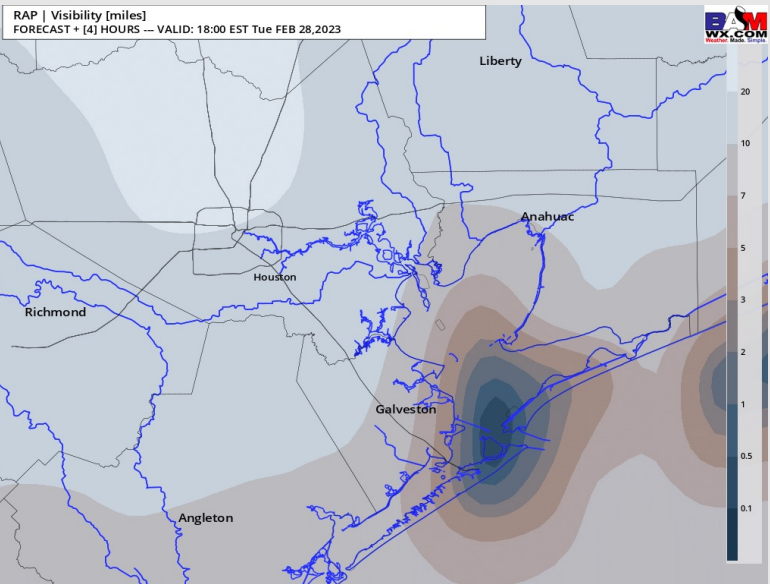 RAP | Visibility [miles]
FORECAST + [4] HOURS --- VALID: 18:00 EST Tue FEB 28,2023
BAM
WX.COM
Weather. Made. Simple.
Liberty
20
10
7
Anahuac
5
Houston
3
Richmond
2
1
Galveston
0.5
0.1
Angleton